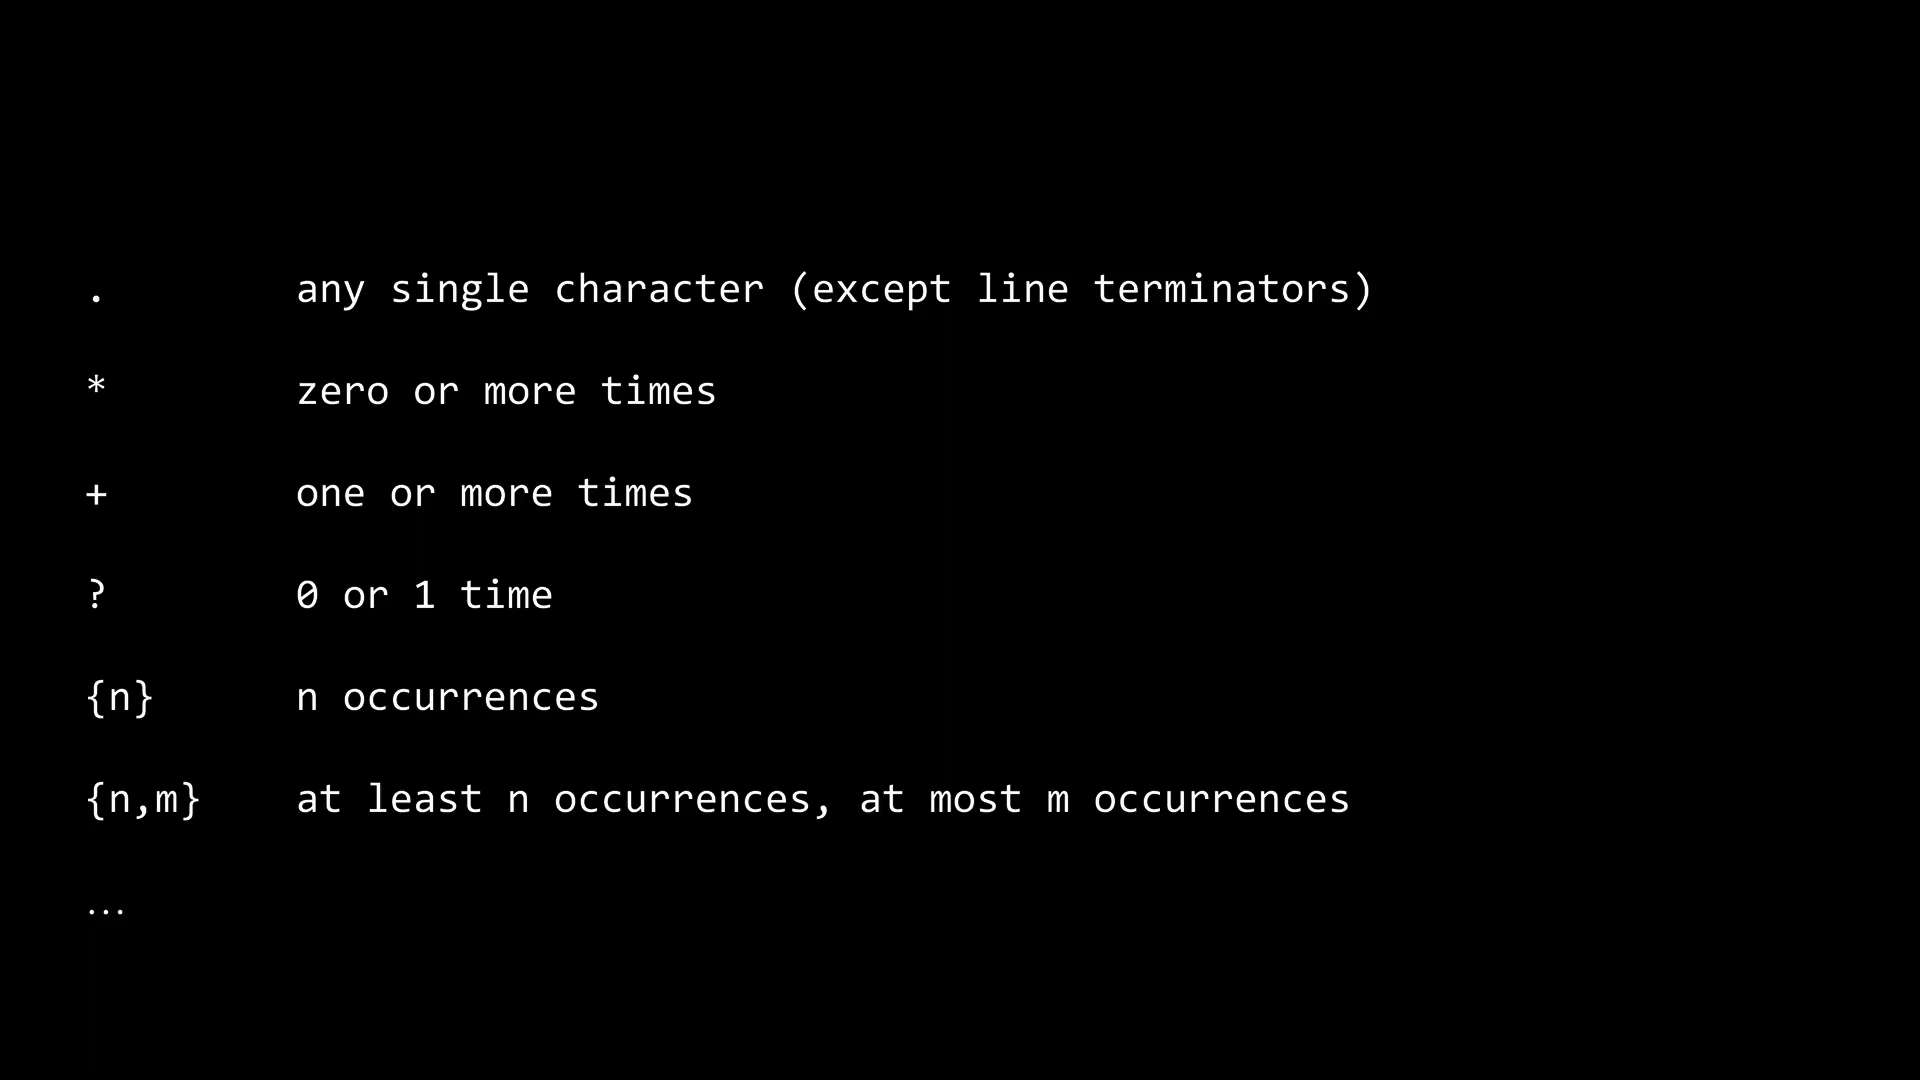 . any single character (except line terminators)
* zero or more times
+ one or more times
? 0 or 1 time
{n} n occurrences
{n,m} at least n occurrences, at most m occurrences
...